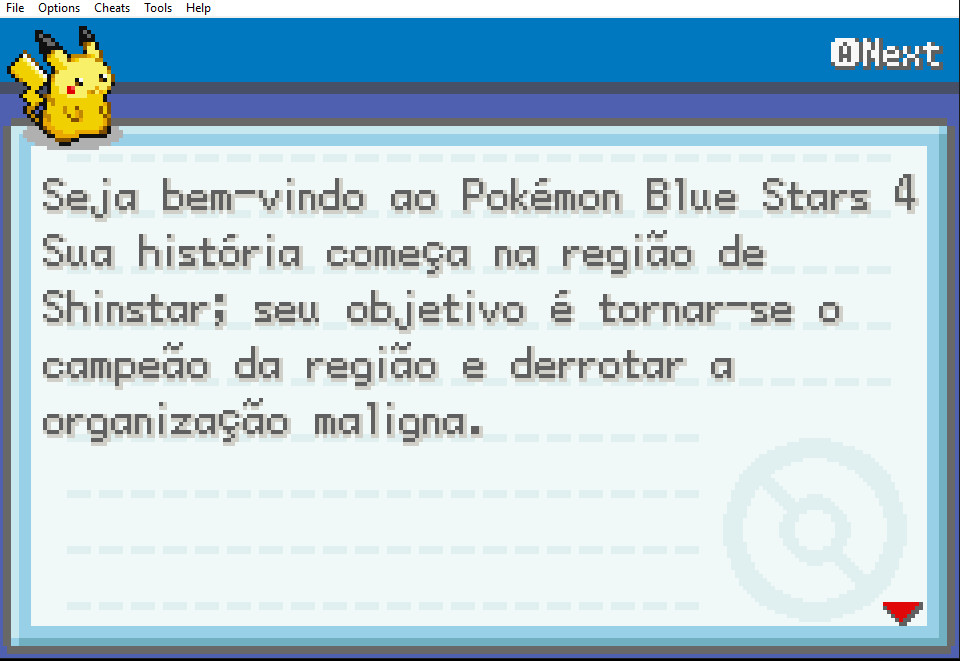 File Options Cheats Tools Help
ⒶNext
Seja bem-vindo ao Pokémon Blue Stars 4
Sua história começa na região de
Shinstar; seu objetivo é tornar-se o
campeão da região e derrotar a
organização maligna.